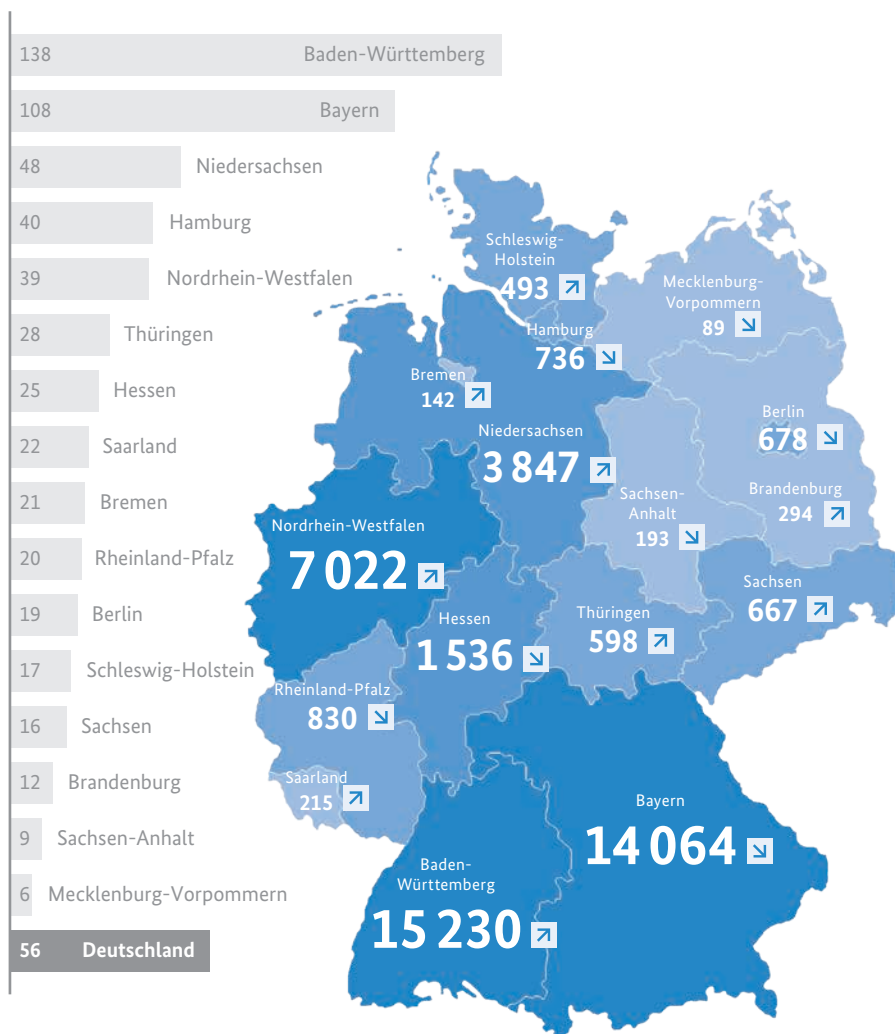 138 Baden-Württemberg
108 Bayern
48 Niedersachsen
40 Hamburg
39 Nordrhein-Westfalen
28 Thüringen
25 Hessen
22 Saarland
21 Bremen
20 Rheinland-Pfalz
19 Berlin
17 Schleswig-Holstein
16 Sachsen
12 Brandenburg
9 Sachsen-Anhalt
6 Mecklenburg-Vorpommern
56 Deutschland
Schleswig-
Holstein
493
Mecklenburg-
Vorpommern
89
Hamburg
736
Bremen
142
Berlin
678
Niedersachsen
3 847
Sachsen-
Anhalt
193
Brandenburg
294
Nordrhein-Westfalen
7 022
Sachsen
667
Hessen
1 536
Thüringen
598
Rheinland-Pfalz
830
Saarland
215
Bayern
14 064
Baden-
Württemberg
15 230